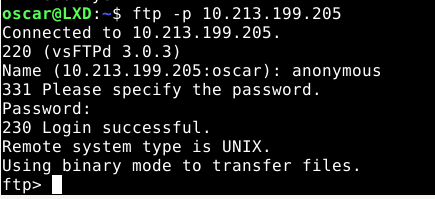 oscar@LXD:~$ ftp -p 10.213.199.205
Connected to 10.213.199.205.
220 (vsFTPd 3.0.3)
Name (10.213.199.205:oscar): anonymous
331 Please specify the password.
Password:
230 Login successful.
Remote system type is UNIX.
Using binary mode to transfer files.
ftp>